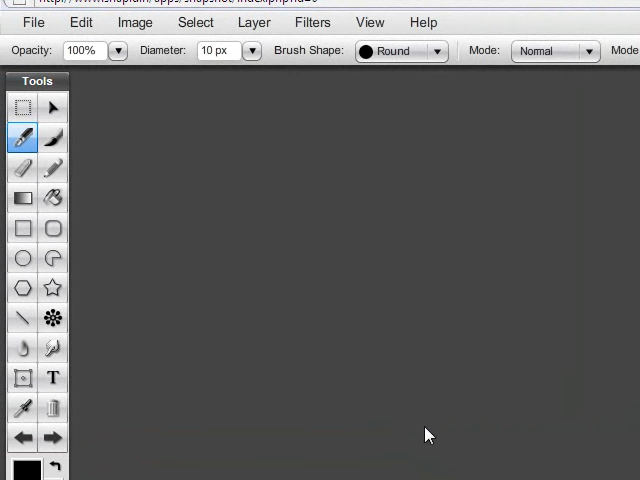 File Edit Image Select Layer Filters View Help
Opacity: 100% Diameter: 10 px Brush Shape: Round Mode: Normal Mode
Tools
T